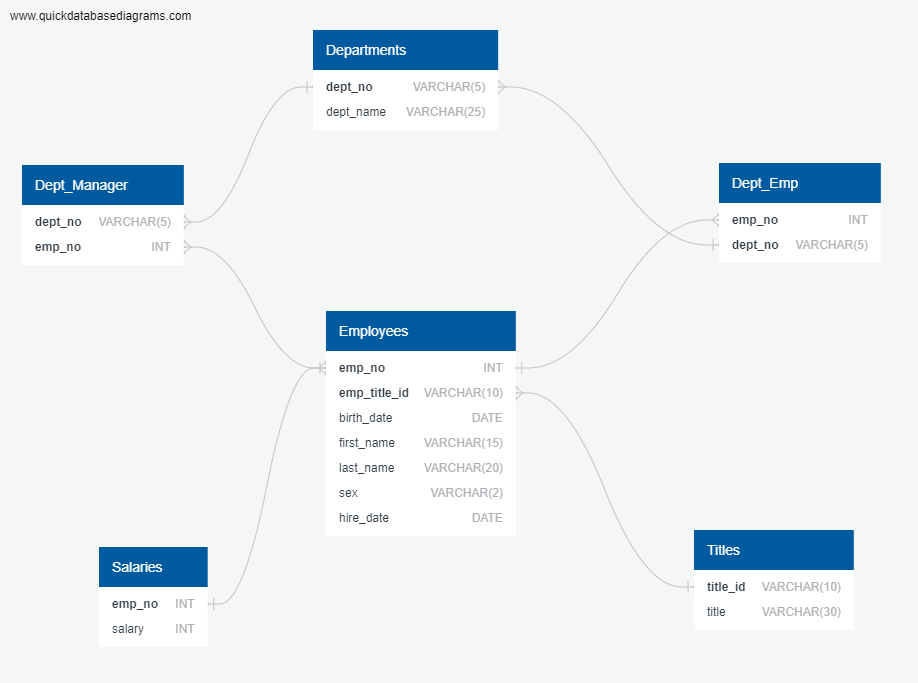 www.quickdatabasediagrams.com
Departments
dept_no VARCHAR(5)
dept_name VARCHAR(25)
Dept_Manager
dept_no VARCHAR(5)
emp_no INT
Dept_Emp
emp_no INT
dept_no VARCHAR(5)
Employees
emp_no INT
emp_title_id VARCHAR(10)
birth_date DATE
first_name VARCHAR(15)
last_name VARCHAR(20)
sex VARCHAR(2)
hire_date DATE
Salaries
emp_no INT
salary INT
Titles
title_id VARCHAR(10)
title VARCHAR(30)